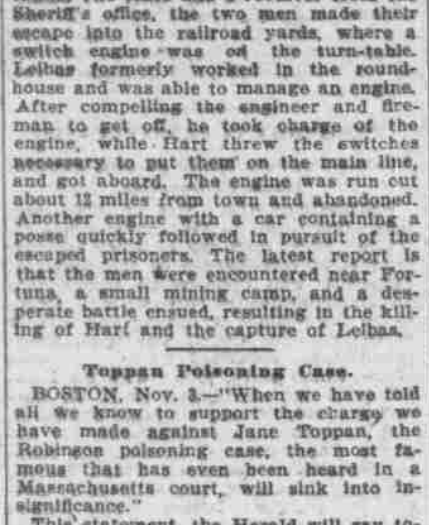 Sheriff's office, the two men made their
escape into the railroad yards, where a
switch engine was on the turn-table.
Leibas formerly worked in the round-
house and was able to manage an engine.
After compelling the engineer and fire-
man to get off, he took charge of the
engine, while Hart threw the switches
necessary to put them on the main line,
and got aboard. The engine was run out
about 12 miles from town and abandoned.
Another engine with a car containing a
posse quickly followed in pursuit of the
escaped prisoners. The latest report is
that the men were encountered near For-
tuna, a small mining camp, and a des-
perate battle ensued, resulting in the kill-
ing of Hart and the capture of Leibas.
Toppan Poisoning Case.
BOSTON, Nov. 3.—"When we have told
all we know to support the charge we
have made against Jane Toppan, the
Robinson poisoning case, the most fa-
mous that has even been heard in a
Massachusetts court, will sink into in-
significance."
This statement, the Herald will say to-